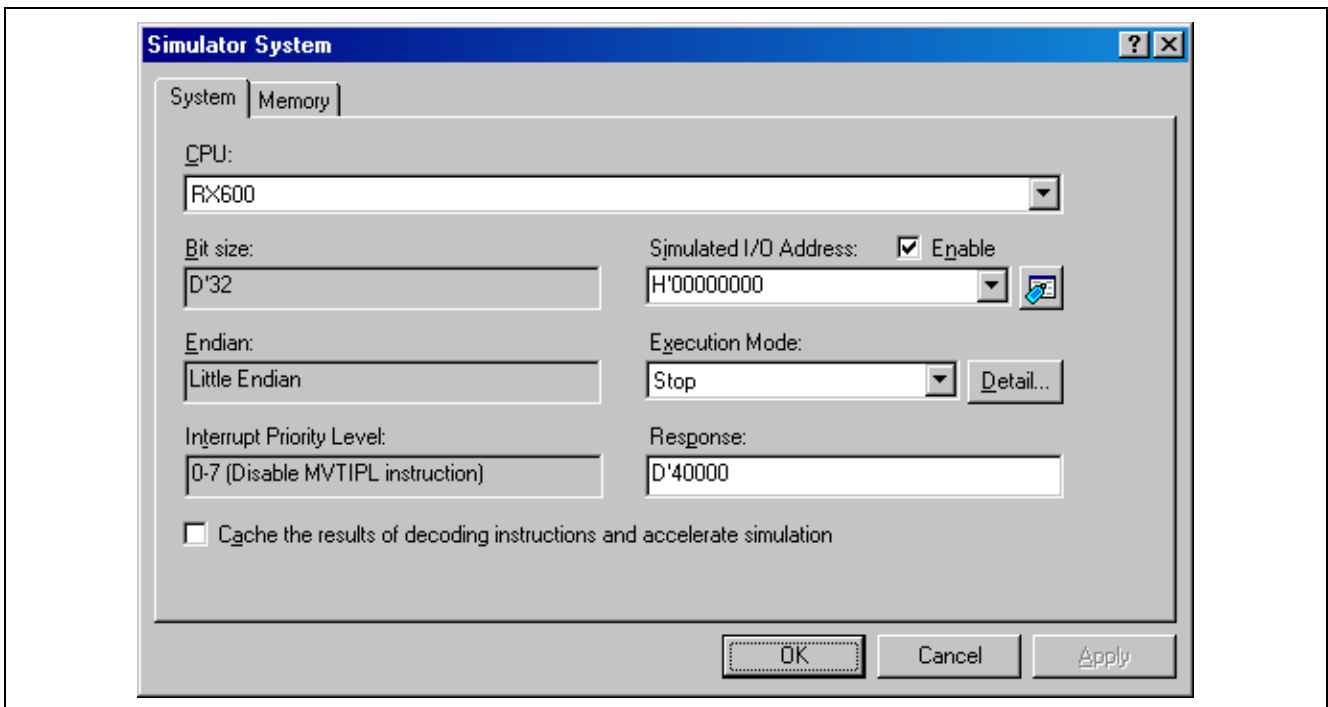 Simulator System
System
Memory
CPU:
RX600
Bit size:
Simulated I/O Address:
Enable
D'32
H'00000000
Endian:
Execution Mode:
Little Endian
Stop
Detail...
Interrupt Priority Level:
Response:
0-7 (Disable MVTIPL instruction)
D'40000
Cache the results of decoding instructions and accelerate simulation
OK
Cancel
Apply